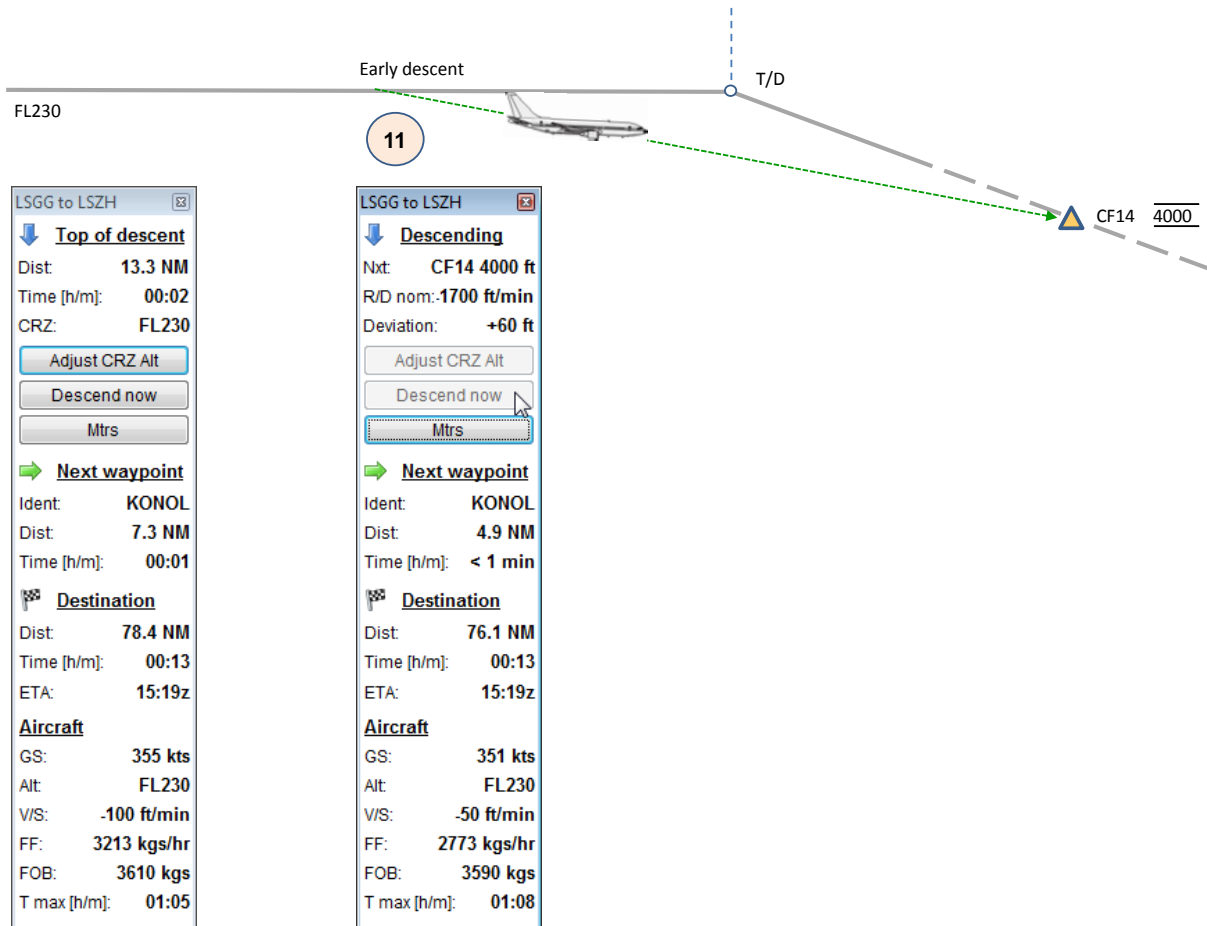 Early descent
T/D
FL230
11
CF14 4000
LSGG to LSZH
Top of descent
Dist: 13.3 NM
Time [h/m]: 00:02
CRZ: FL230
Adjust CRZ Alt
Descend now
Mtrs
Next waypoint
Ident: KONOL
Dist: 7.3 NM
Time [h/m]: 00:01
Destination
Dist: 78.4 NM
Time [h/m]: 00:13
ETA: 15:19z
Aircraft
GS: 355 kts
Alt: FL230
V/S: -100 ft/min
FF: 3213 kgs/hr
FOB: 3610 kgs
T max [h/m]: 01:05
LSGG to LSZH
Descending
Nxt: CF14 4000 ft
R/D nom:-1700 ft/min
Deviation: +60 ft
Adjust CRZ Alt
Descend now
Mtrs
Next waypoint
Ident: KONOL
Dist: 4.9 NM
Time [h/m]: < 1 min
Destination
Dist: 76.1 NM
Time [h/m]: 00:13
ETA: 15:19z
Aircraft
GS: 351 kts
Alt: FL230
V/S: -50 ft/min
FF: 2773 kgs/hr
FOB: 3590 kgs
T max [h/m]: 01:08